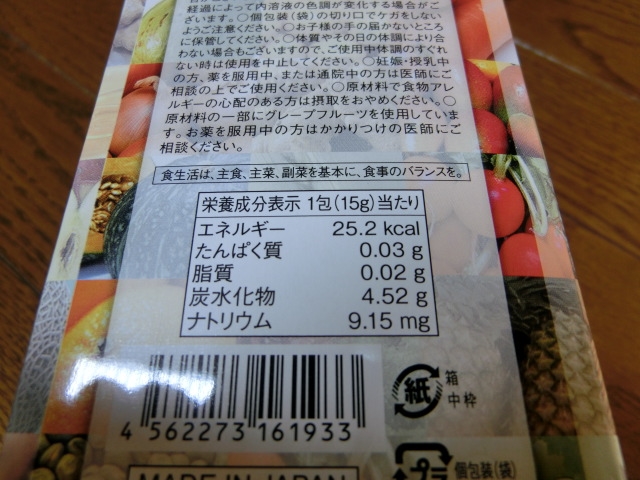 経過によって内溶液の色調が変化する場合がご
ざいます。○個包装(袋)の切り口でケガをしない
ようご注意ください。○お子様の手の届かないところ
に保管してください。○体質やその日の体調により合
わない場合もございますので、ご使用中体調のすぐれ
ない時は使用を中止してください。○妊娠・授乳中
の方、薬を服用中、または通院中の方は医師にご
相談の上でご使用ください。○原材料で食物アレ
ルギーの心配のある方は摂取をおやめください。○
原材料の一部にグレープフルーツを使用していま
す。お薬を服用中の方はかかりつけの医師にご
相談ください。
食生活は、主食、主菜、副菜を基本に、食事のバランスを。
栄養成分表示 1包(15g)当たり
エネルギー 25.2 kcal
たんぱく質 0.03 g
脂質 0.02 g
炭水化物 4.52 g
ナトリウム 9.15 mg
4 562273 161933
紙 箱
中枠
プラ 個包装(袋)
MADE IN JAPAN